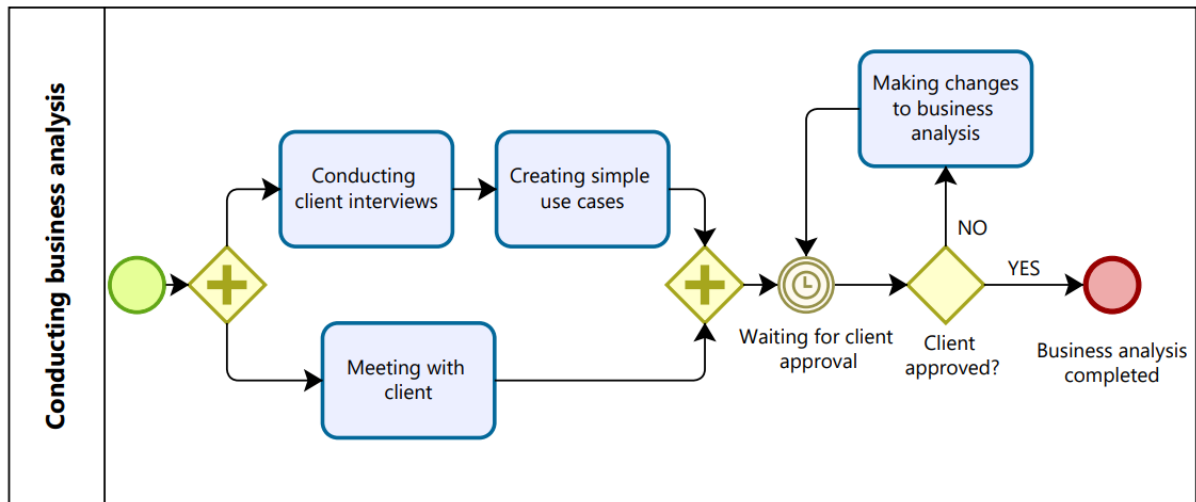 Conducting business analysis
Conducting
client interviews
Creating simple
use cases
Meeting with
client
Waiting for client
approval
Client
approved?
NO
Making changes
to business
analysis
YES
Business analysis
completed